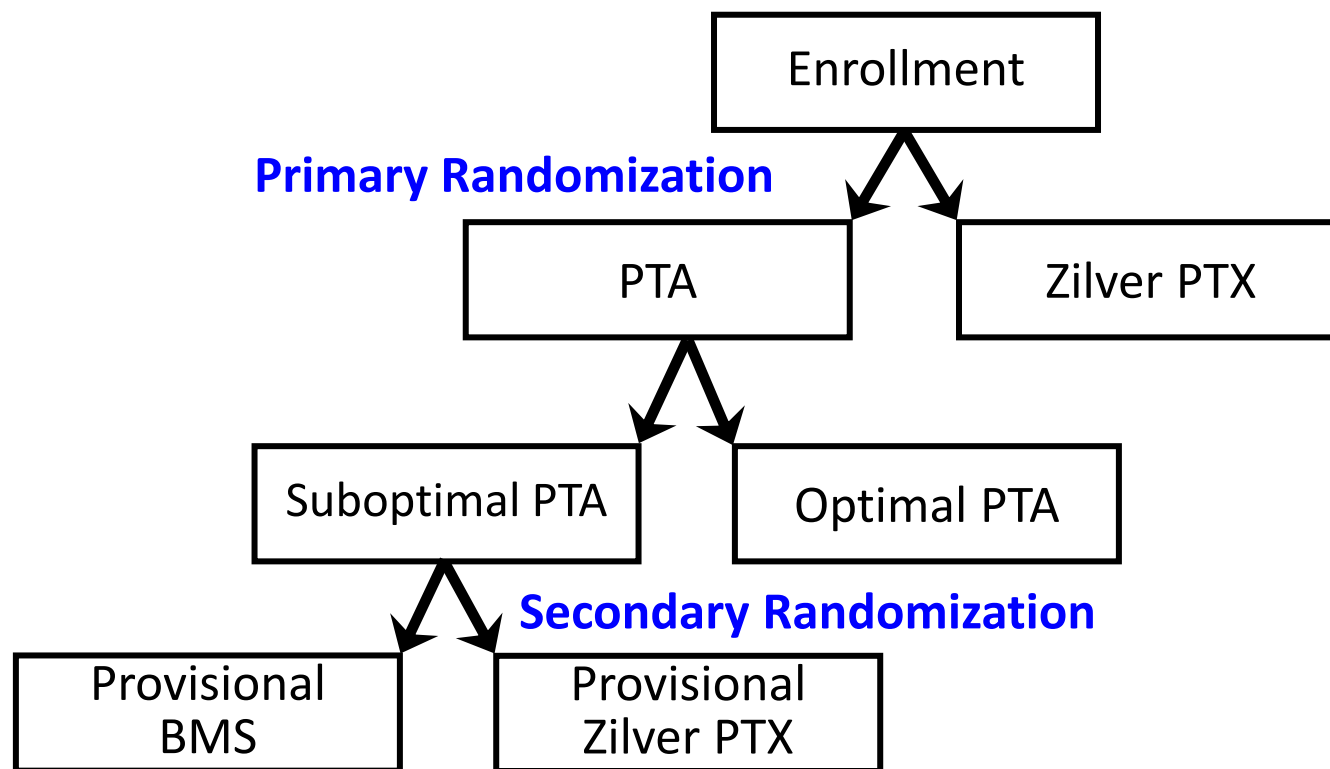 Enrollment
Primary Randomization
PTA
Zilver PTX
Suboptimal PTA
Optimal PTA
Secondary Randomization
Provisional
BMS
Provisional
Zilver PTX